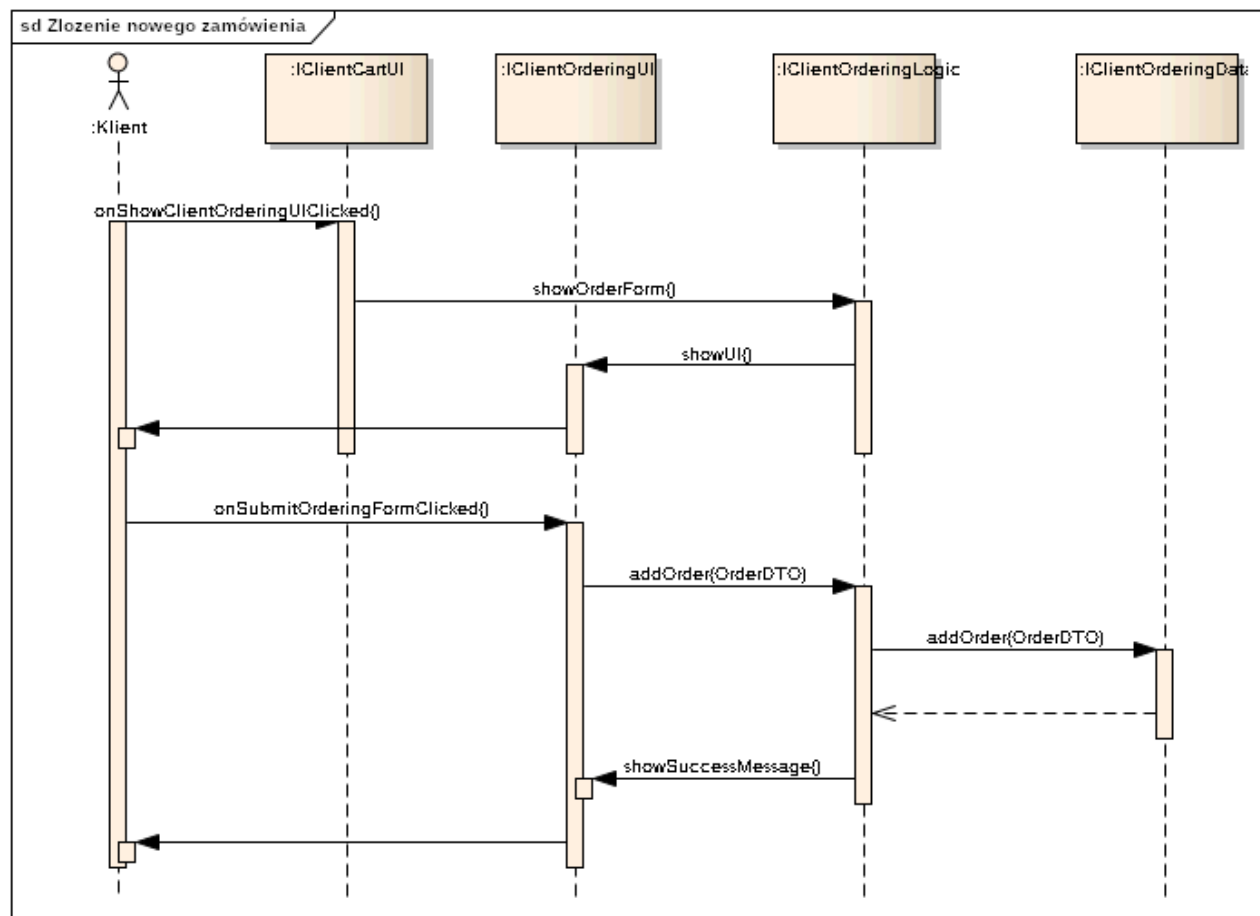 sd Zlozenie nowego zamówienia
:Klient
:IClientCartUI
:IClientOrderingUI
:IClientOrderingLogic
:IClientOrderingData
onShowClientOrderingUIClicked()
showOrderForm()
showUI()
onSubmitOrderingFormClicked()
addOrder(OrderDTO)
addOrder(OrderDTO)
showSuccessMessage()